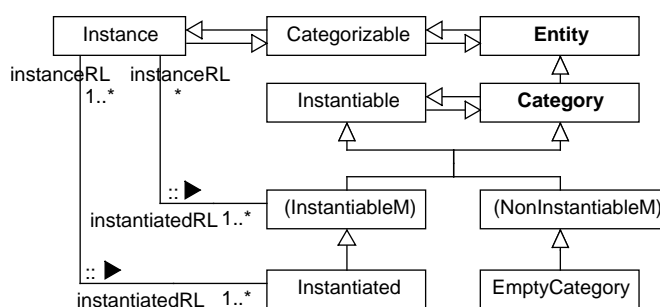 Instance
Categorizable
Entity
instanceRL
instanceRL
1..*
*
Instantiable
Category
:: ▶
instantiatedRL
1..*
(InstantiableM)
(NonInstantiableM)
:: ▶
instantiatedRL
1..*
Instantiated
EmptyCategory